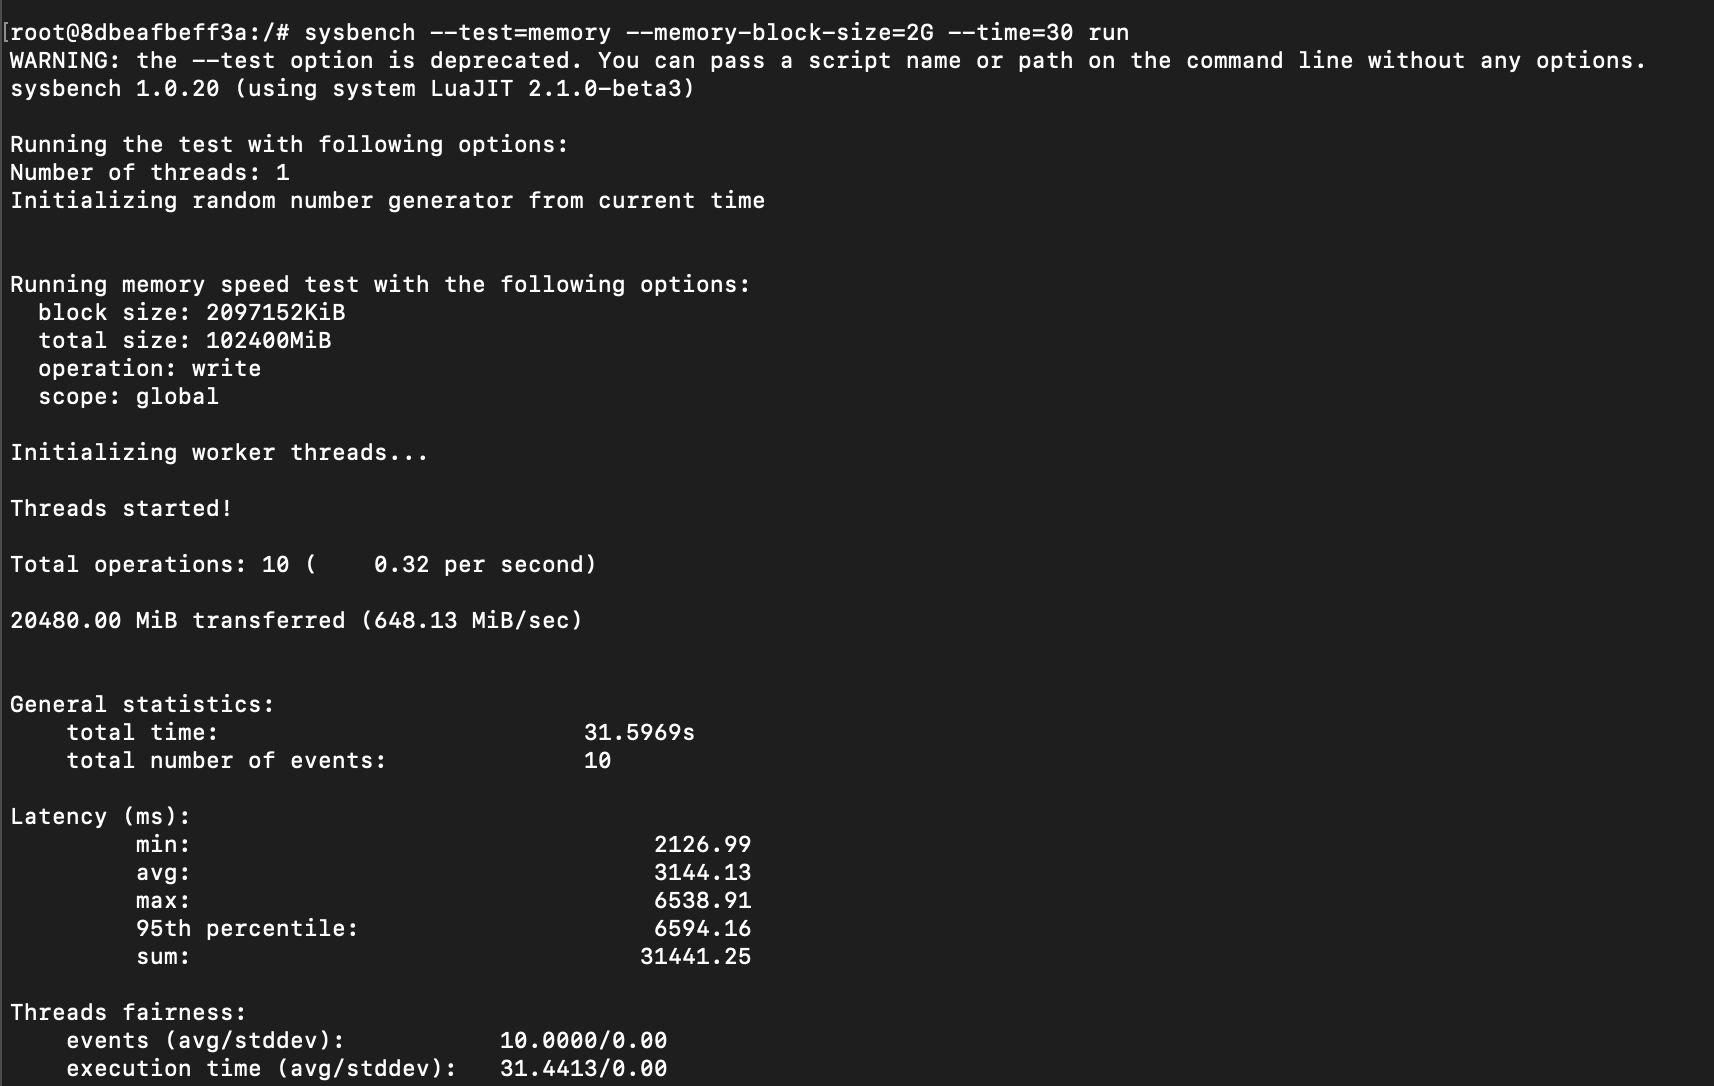 [root@8dbeafbeff3a:/# sysbench --test=memory --memory-block-size=2G --time=30 run
WARNING: the --test option is deprecated. You can pass a script name or path on the command line without any options.
sysbench 1.0.20 (using system LuaJIT 2.1.0-beta3)
Running the test with following options:
Number of threads: 1
Initializing random number generator from current time
Running memory speed test with the following options:
block size: 2097152KiB
total size: 102400MiB
operation: write
scope: global
Initializing worker threads...
Threads started!
Total operations: 10 (    0.32 per second)
20480.00 MiB transferred (648.13 MiB/sec)
General statistics:
total time: 31.5969s
total number of events: 10
Latency (ms):
min: 2126.99
avg: 3144.13
max: 6538.91
95th percentile: 6594.16
sum: 31441.25
Threads fairness:
events (avg/stddev): 10.0000/0.00
execution time (avg/stddev): 31.4413/0.00